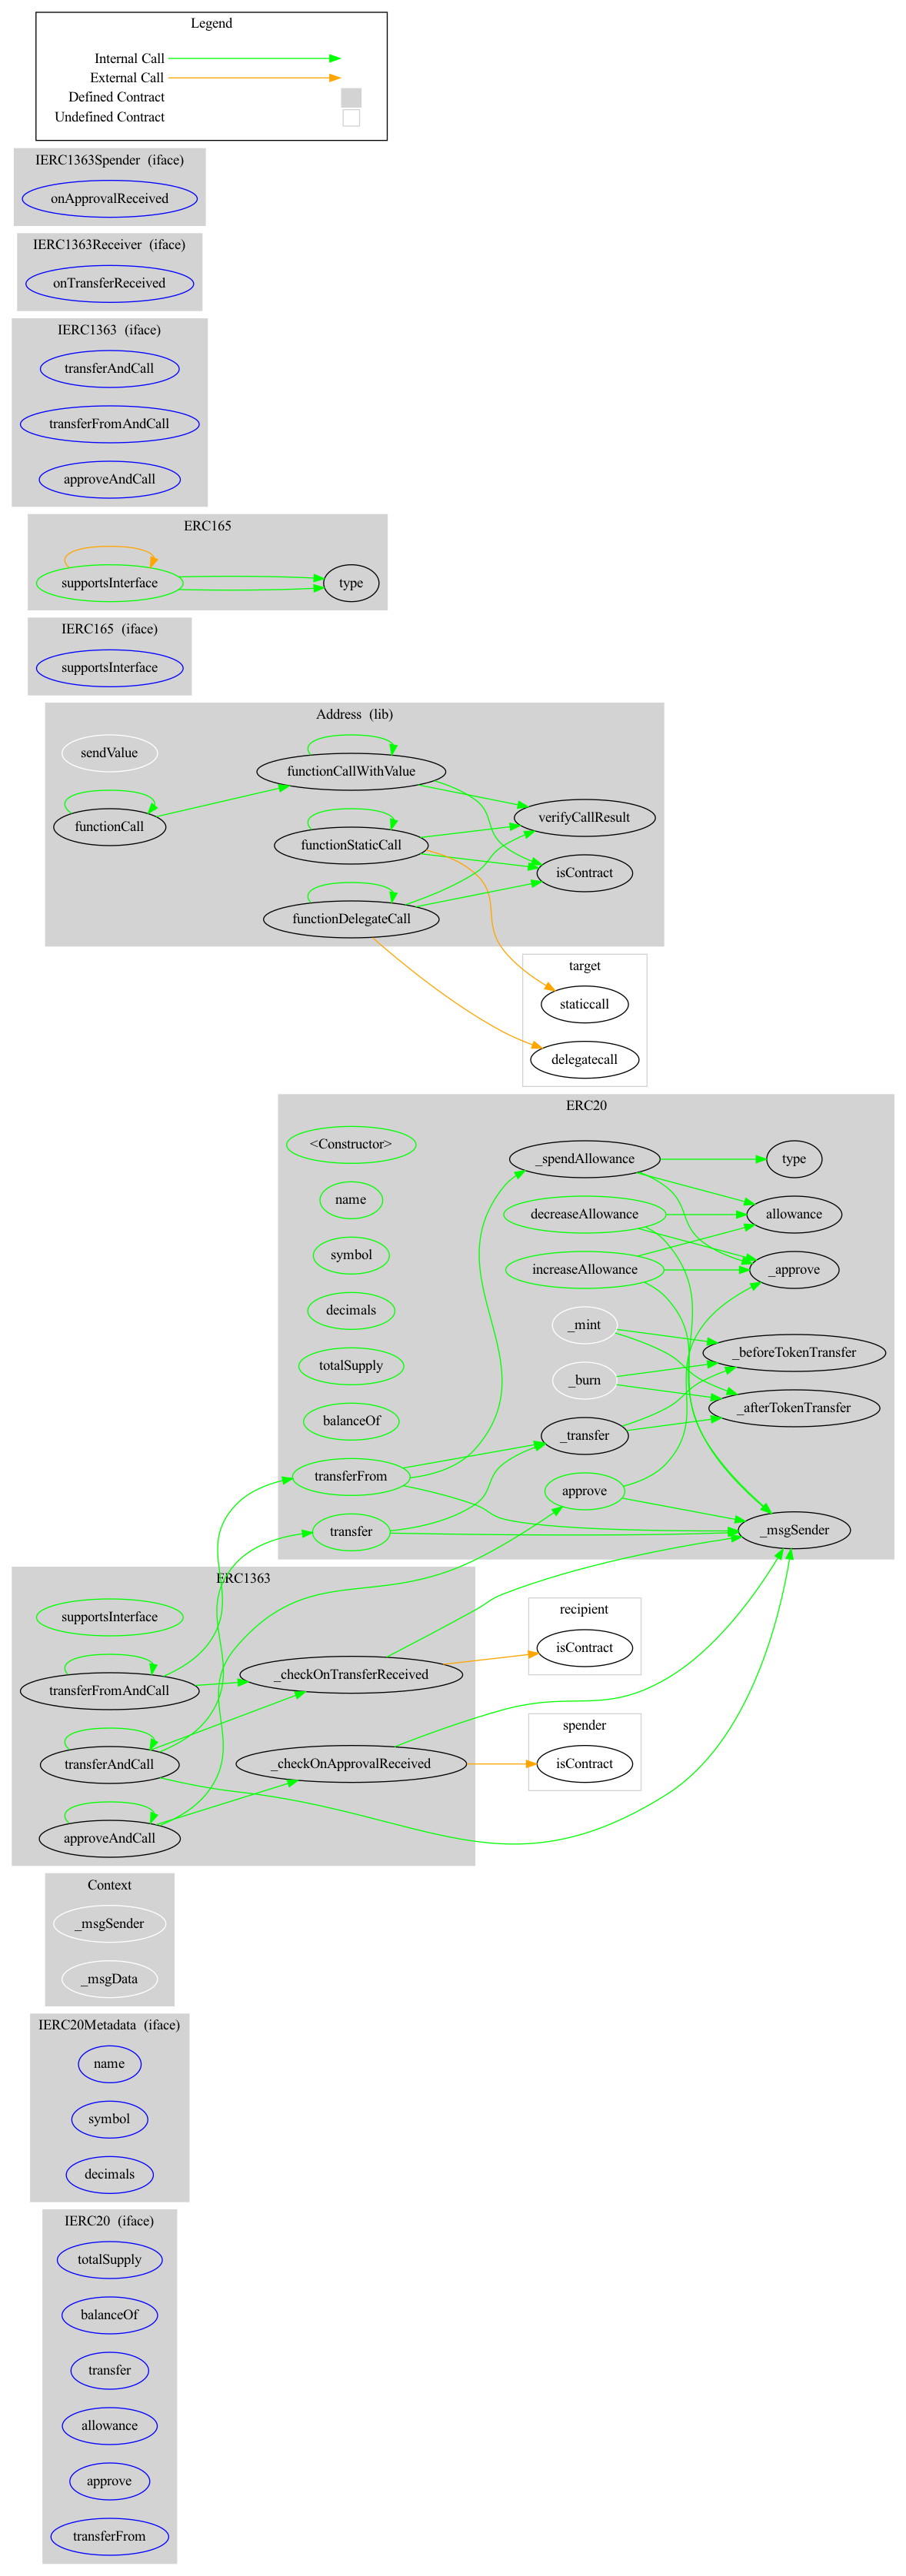 Legend
Internal Call
External Call
Defined Contract
Undefined Contract
IERC1363Spender (iface)
onApprovalReceived
IERC1363Receiver (iface)
onTransferReceived
IERC1363 (iface)
transferAndCall
transferFromAndCall
approveAndCall
ERC165
supportsInterface
type
IERC165 (iface)
supportsInterface
Address (lib)
sendValue
functionCall
functionCallWithValue
functionStaticCall
functionDelegateCall
verifyCallResult
isContract
target
staticcall
delegatecall
ERC20
<Constructor>
name
symbol
decimals
totalSupply
balanceOf
transferFrom
transfer
_spendAllowance
decreaseAllowance
increaseAllowance
_mint
_burn
_transfer
approve
type
allowance
_approve
_beforeTokenTransfer
_afterTokenTransfer
_msgSender
ERC1363
supportsInterface
transferFromAndCall
transferAndCall
approveAndCall
_checkOnTransferReceived
_checkOnApprovalReceived
recipient
isContract
spender
isContract
Context
_msgSender
_msgData
IERC20Metadata (iface)
name
symbol
decimals
IERC20 (iface)
totalSupply
balanceOf
transfer
allowance
approve
transferFrom